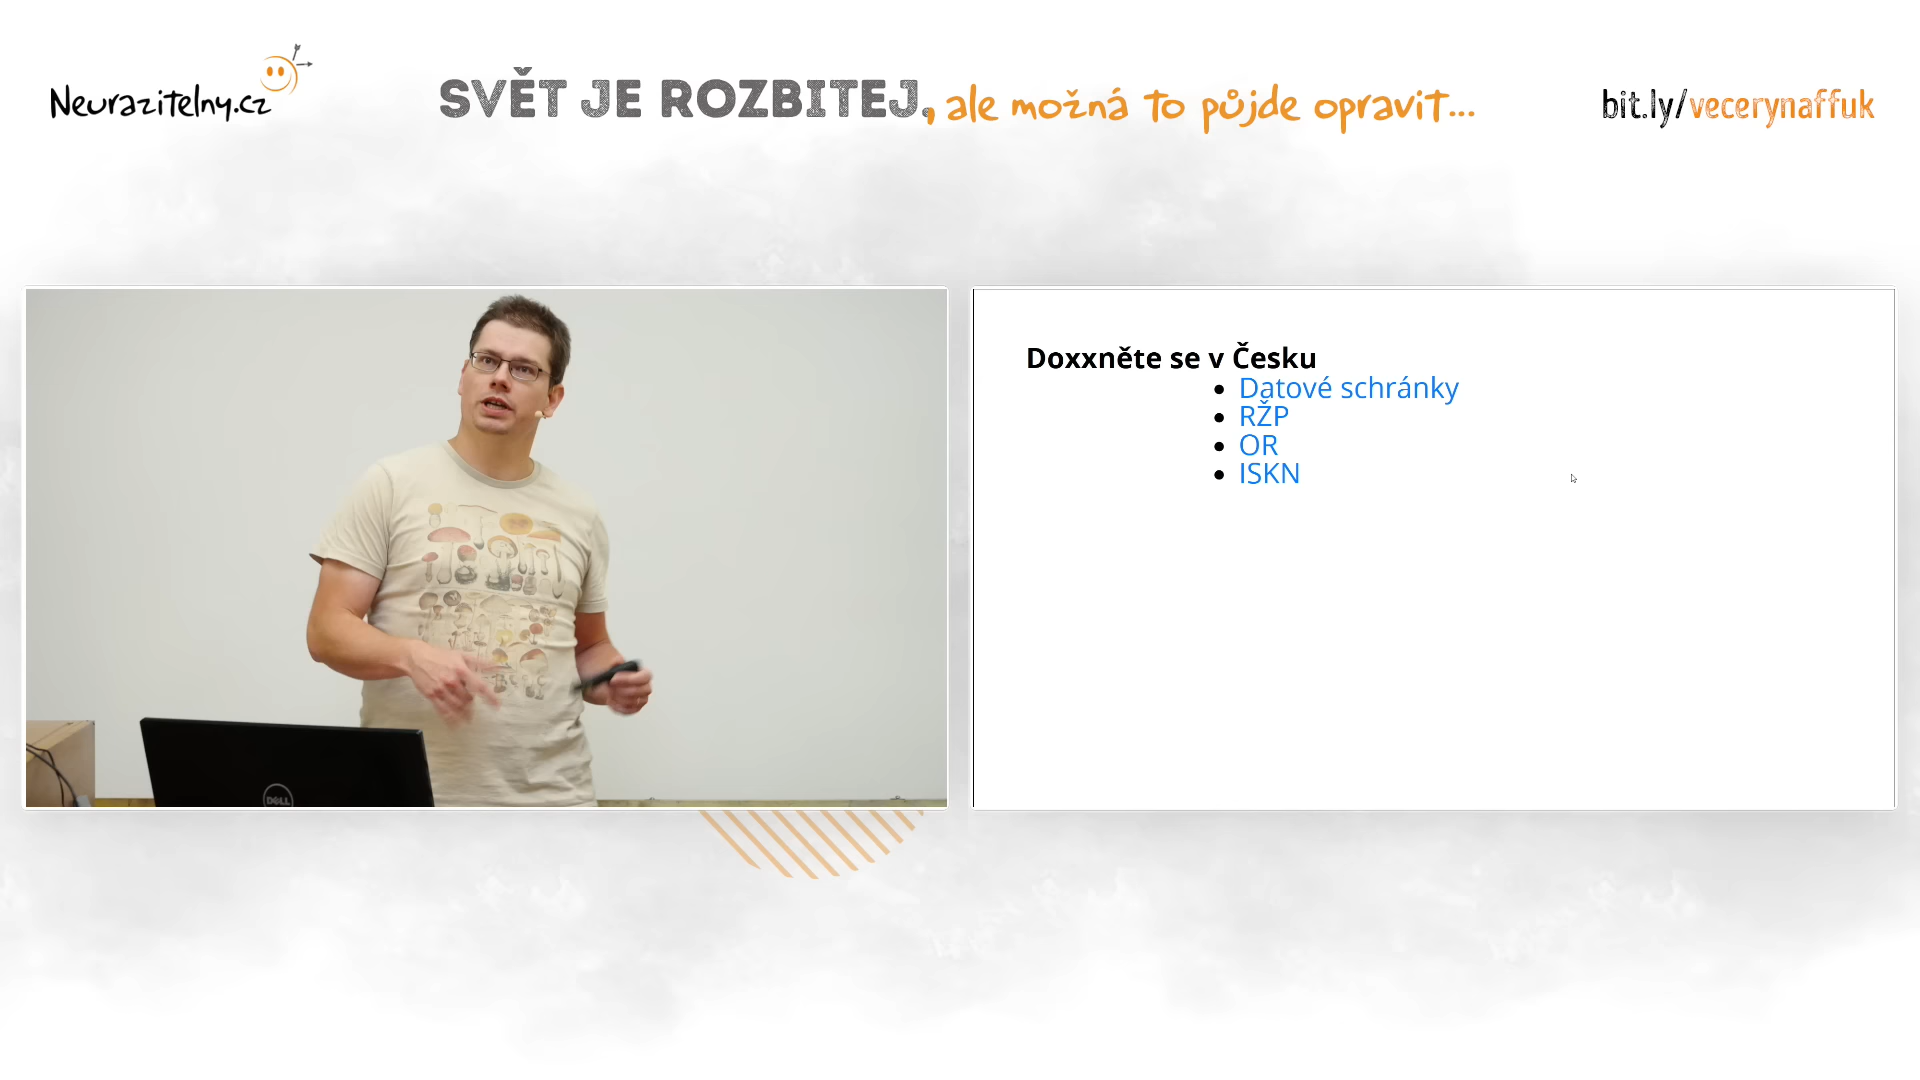 Neurazitelny.cz
SVĚT JE ROZBITEJ, ale možná to půjde opravit...
bit.ly/vecerynaffuk
Doxxněte se v Česku
Datové schránky
RŽP
OR
ISKN
DELL